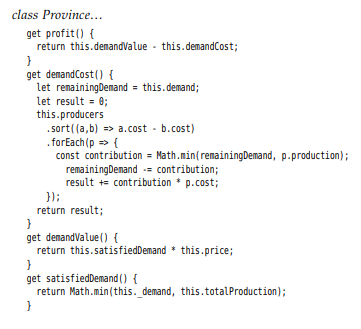 class Province…
get profit() {
return this.demandValue - this.demandCost;
}
get demandCost() {
let remainingDemand = this.demand;
let result = 0;
this.producers
.sort((a,b) => a.cost - b.cost)
.forEach(p => {
const contribution = Math.min(remainingDemand, p.production);
remainingDemand -= contribution;
result += contribution * p.cost;
});
return result;
}
get demandValue() {
return this.satisfiedDemand * this.price;
}
get satisfiedDemand() {
return Math.min(this._demand, this.totalProduction);
}